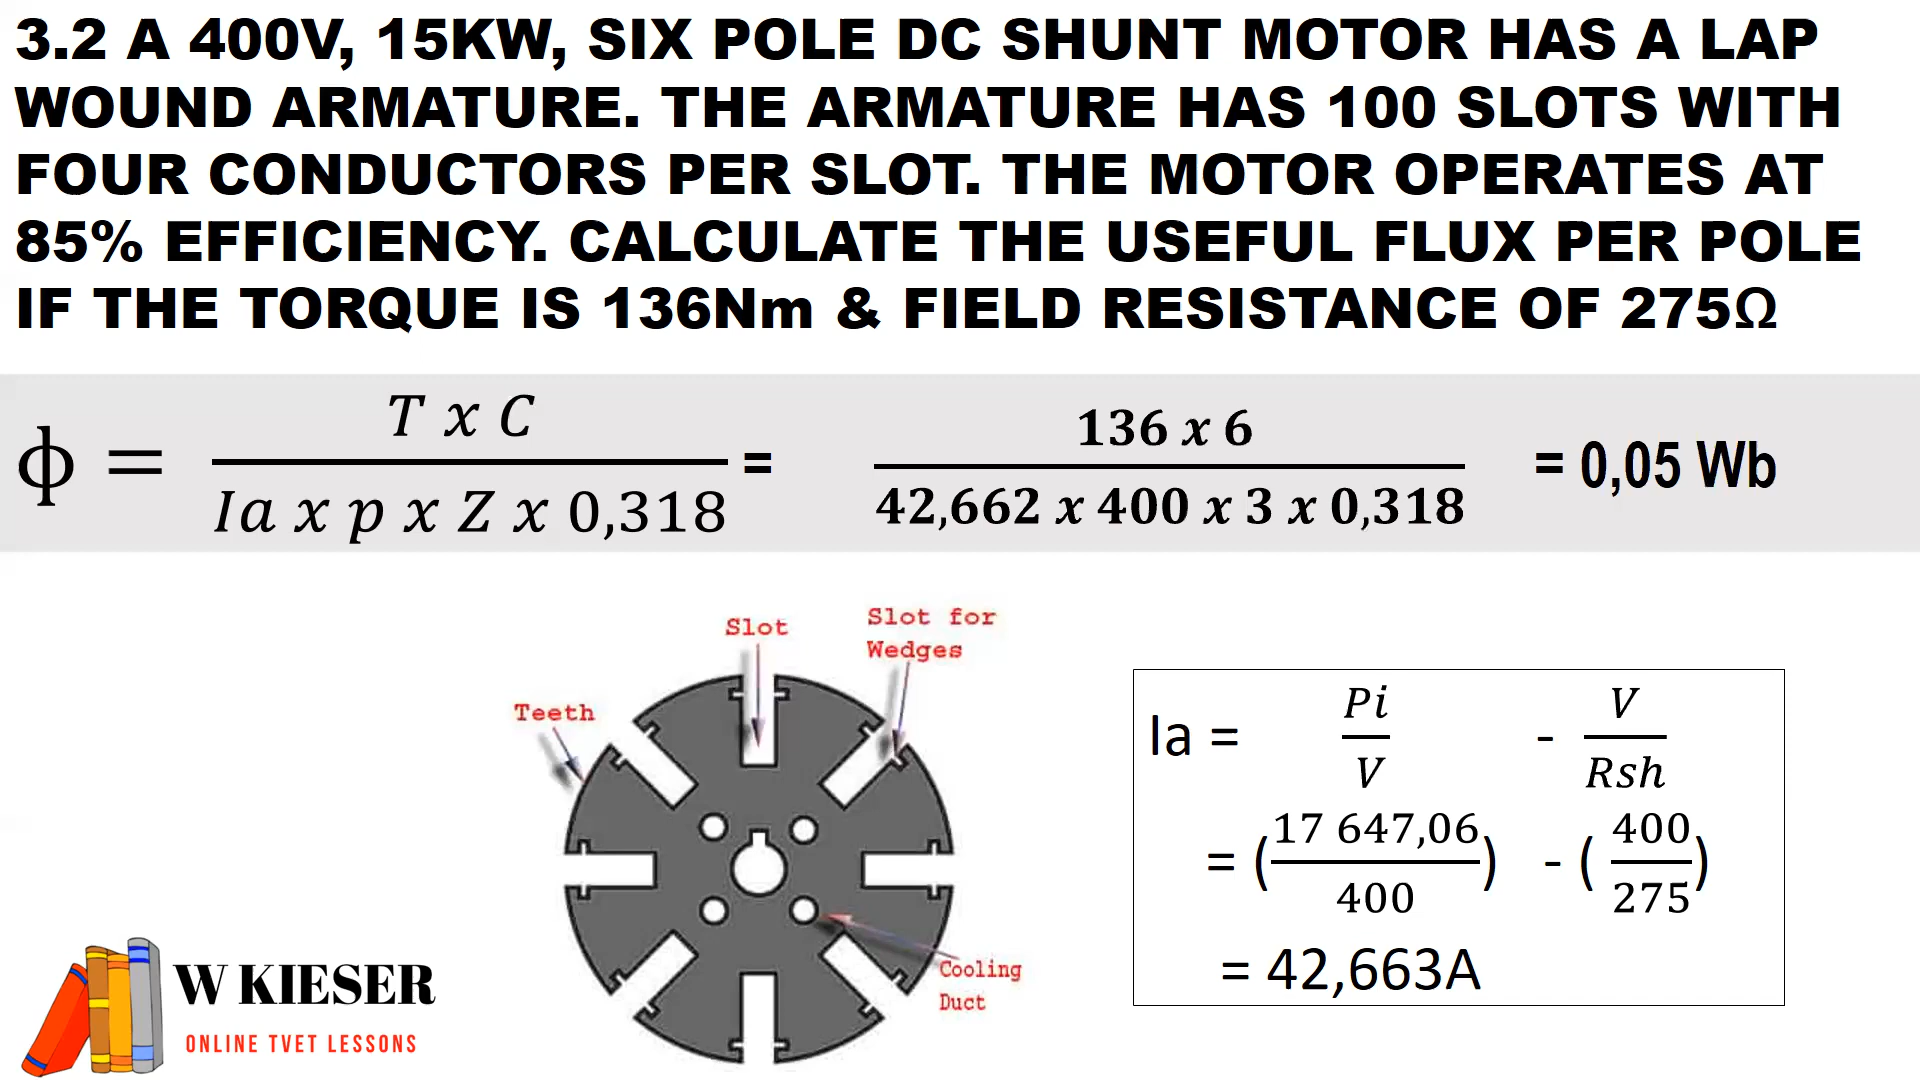 3.2 A 400V, 15KW, SIX POLE DC SHUNT MOTOR HAS A LAP
WOUND ARMATURE. THE ARMATURE HAS 100 SLOTS WITH
FOUR CONDUCTORS PER SLOT. THE MOTOR OPERATES AT
85% EFFICIENCY. CALCULATE THE USEFUL FLUX PER POLE
IF THE TORQUE IS 136Nm & FIELD RESISTANCE OF 275Ω
T x C
ϕ = ———— = ———— = 0,05 Wb
Ia x p x Z x 0,318
136 x 6
42,662 x 400 x 3 x 0,318
Slot
Slot for
Wedges
Teeth
Cooling
Duct
Ia = Pi/V - V/Rsh
= (17 647,06/400) - (400/275)
= 42,663A
W KIESER
ONLINE TVET LESSONS